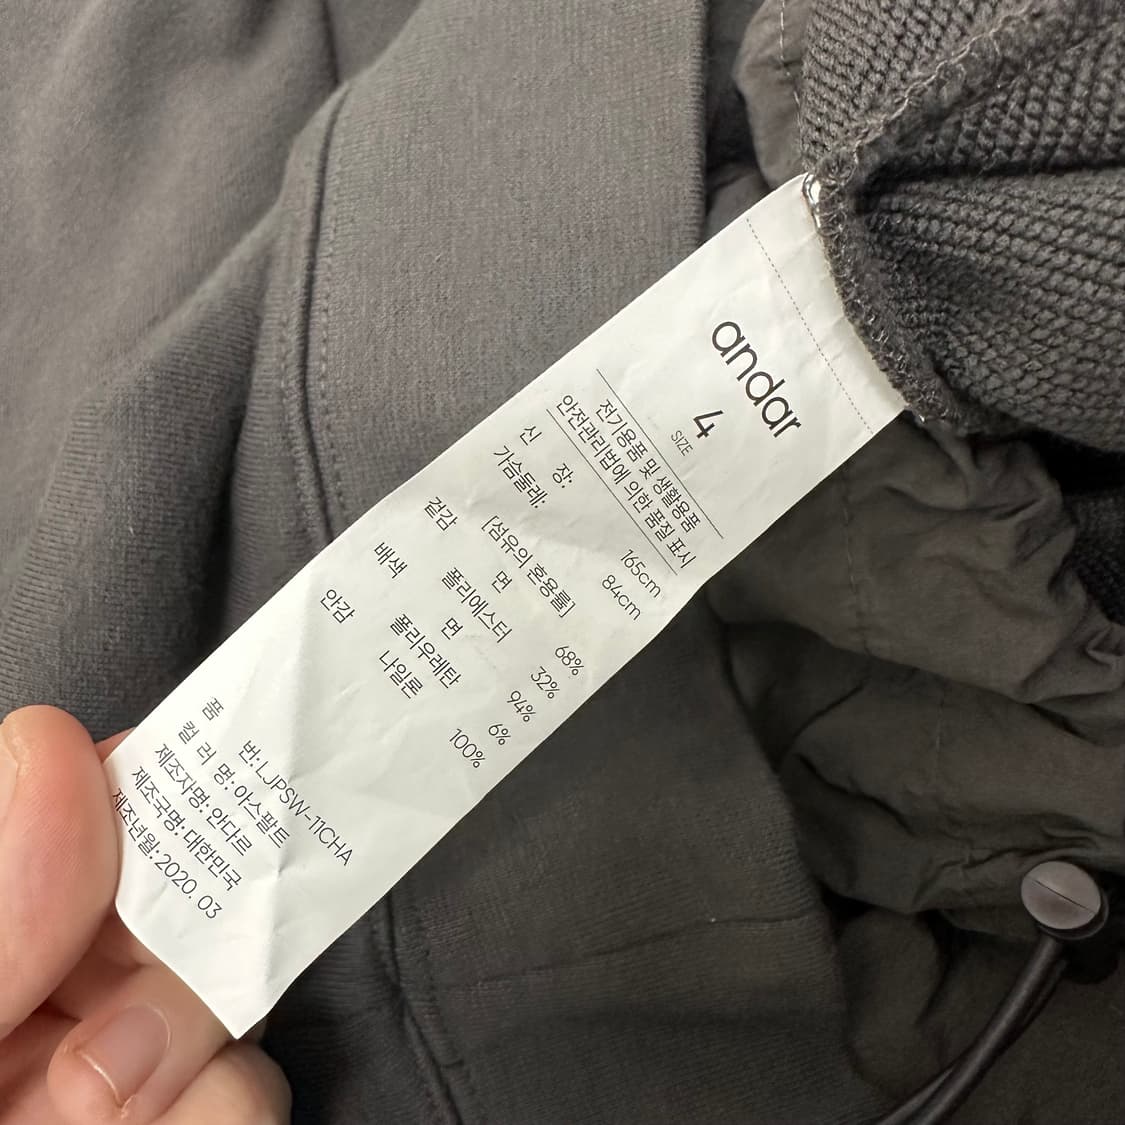 andar
4
SIZE
전기용품 및 생활용품
안전관리법에 의한 품질 표시
신 장: 165cm
가슴둘레: 84cm
[섬유의 혼용률]
겉감 면 68%
폴리에스터 32%
배색 면 94%
폴리우레탄 6%
안감 나일론 100%
품 번: LJPSW-11CHA
컬 러 명: 아스팔트
제조자명: 안다르
제조국명: 대한민국
제조년월: 2020. 03